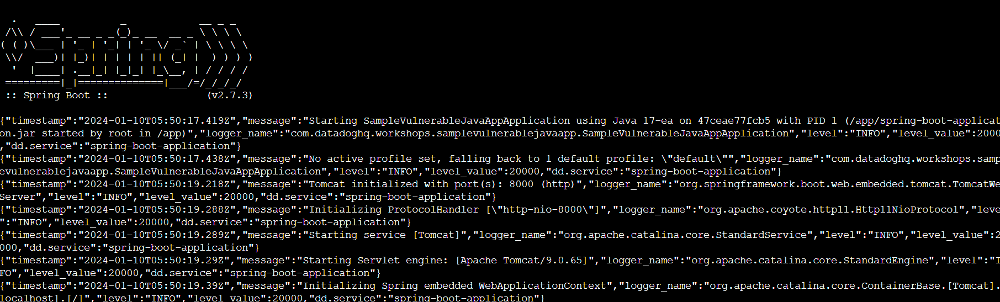 .   ____          _            __ _ _
 /\\ / ___'_ __ _ _(_)_ __  __ _ \ \ \ \
( ( )\___ | '_ | '_| | '_ \/ _` | \ \ \ \
 \\/  ___)| |_)| | | | | || (_| |  ) ) ) )
  '  |____| .__|_| |_|_| |_\__, | / / / /
 =========|_|==============|___/=/_/_/_/
 :: Spring Boot ::                (v2.7.3)
{"timestamp":"2024-01-10T05:50:17.419Z","message":"Starting SampleVulnerableJavaAppApplication using Java 17-ea on 47ceae77fcb5 with PID 1 (/app/spring-boot-applicat
on.jar started by root in /app)","logger_name":"com.datadoghq.workshops.samplevulnerablejavaapp.SampleVulnerableJavaAppApplication","level":"INFO","level_value":2000
,"dd.service":"spring-boot-application"}
{"timestamp":"2024-01-10T05:50:17.438Z","message":"No active profile set, falling back to 1 default profile: \"default\"","logger_name":"com.datadoghq.workshops.samp
evulnerablejavaapp.SampleVulnerableJavaAppApplication","level":"INFO","level_value":20000,"dd.service":"spring-boot-application"}
{"timestamp":"2024-01-10T05:50:19.218Z","message":"Tomcat initialized with port(s): 8000 (http)","logger_name":"org.springframework.boot.web.embedded.tomcat.TomcatWe
Server","level":"INFO","level_value":20000,"dd.service":"spring-boot-application"}
{"timestamp":"2024-01-10T05:50:19.288Z","message":"Initializing ProtocolHandler [\"http-nio-8000\"]","logger_name":"org.apache.coyote.http11.Http11NioProtocol","leve
":"INFO","level_value":20000,"dd.service":"spring-boot-application"}
{"timestamp":"2024-01-10T05:50:19.289Z","message":"Starting service [Tomcat]","logger_name":"org.apache.catalina.core.StandardService","level":"INFO","level_value":2
000,"dd.service":"spring-boot-application"}
{"timestamp":"2024-01-10T05:50:19.29Z","message":"Starting Servlet engine: [Apache Tomcat/9.0.65]","logger_name":"org.apache.catalina.core.StandardEngine","level":"I
FO","level_value":20000,"dd.service":"spring-boot-application"}
{"timestamp":"2024-01-10T05:50:19.39Z","message":"Initializing Spring embedded WebApplicationContext","logger_name":"org.apache.catalina.core.ContainerBase.[Tomcat].
localhost].[/]","level":"INFO","level_value":20000,"dd.service":"spring-boot-application"}